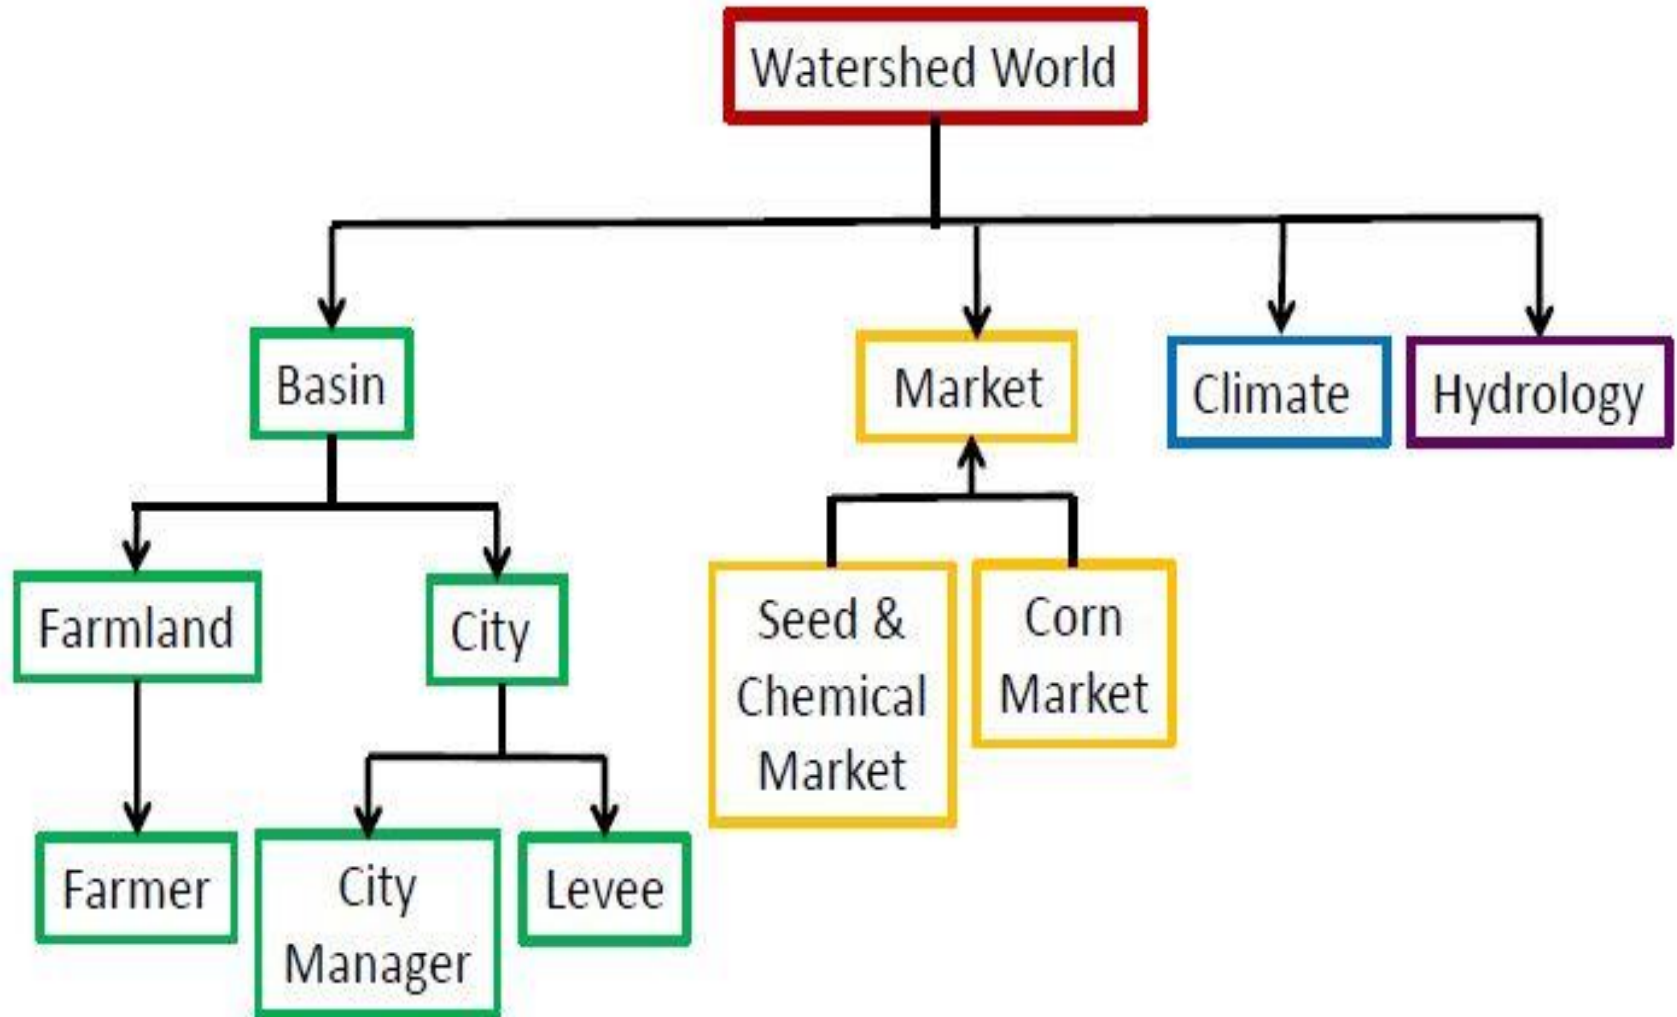 Watershed World
Basin
Market
Climate
Hydrology
Farmland
City
Seed &
Chemical
Market
Corn
Market
Farmer
City
Manager
Levee